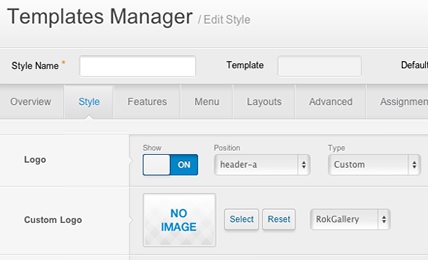 Templates Manager / Edit Style
Style Name * Template Default
Overview Style Features Menu Layouts Advanced Assignmen
Show Position Type
Logo ON header-a Custom
Custom Logo NO IMAGE Select Reset RokGallery